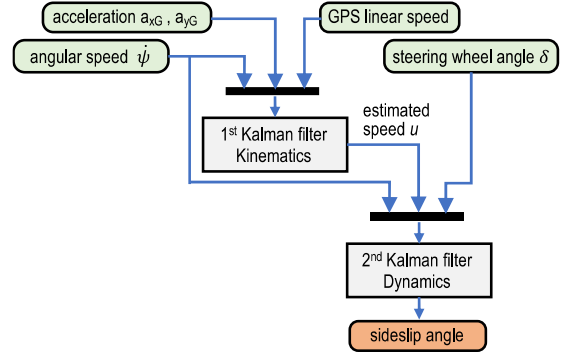 acceleration a_xG , a_yG
GPS linear speed
angular speed ψ̇
steering wheel angle δ
estimated
speed u
1st Kalman filter
Kinematics
2nd Kalman filter
Dynamics
sideslip angle